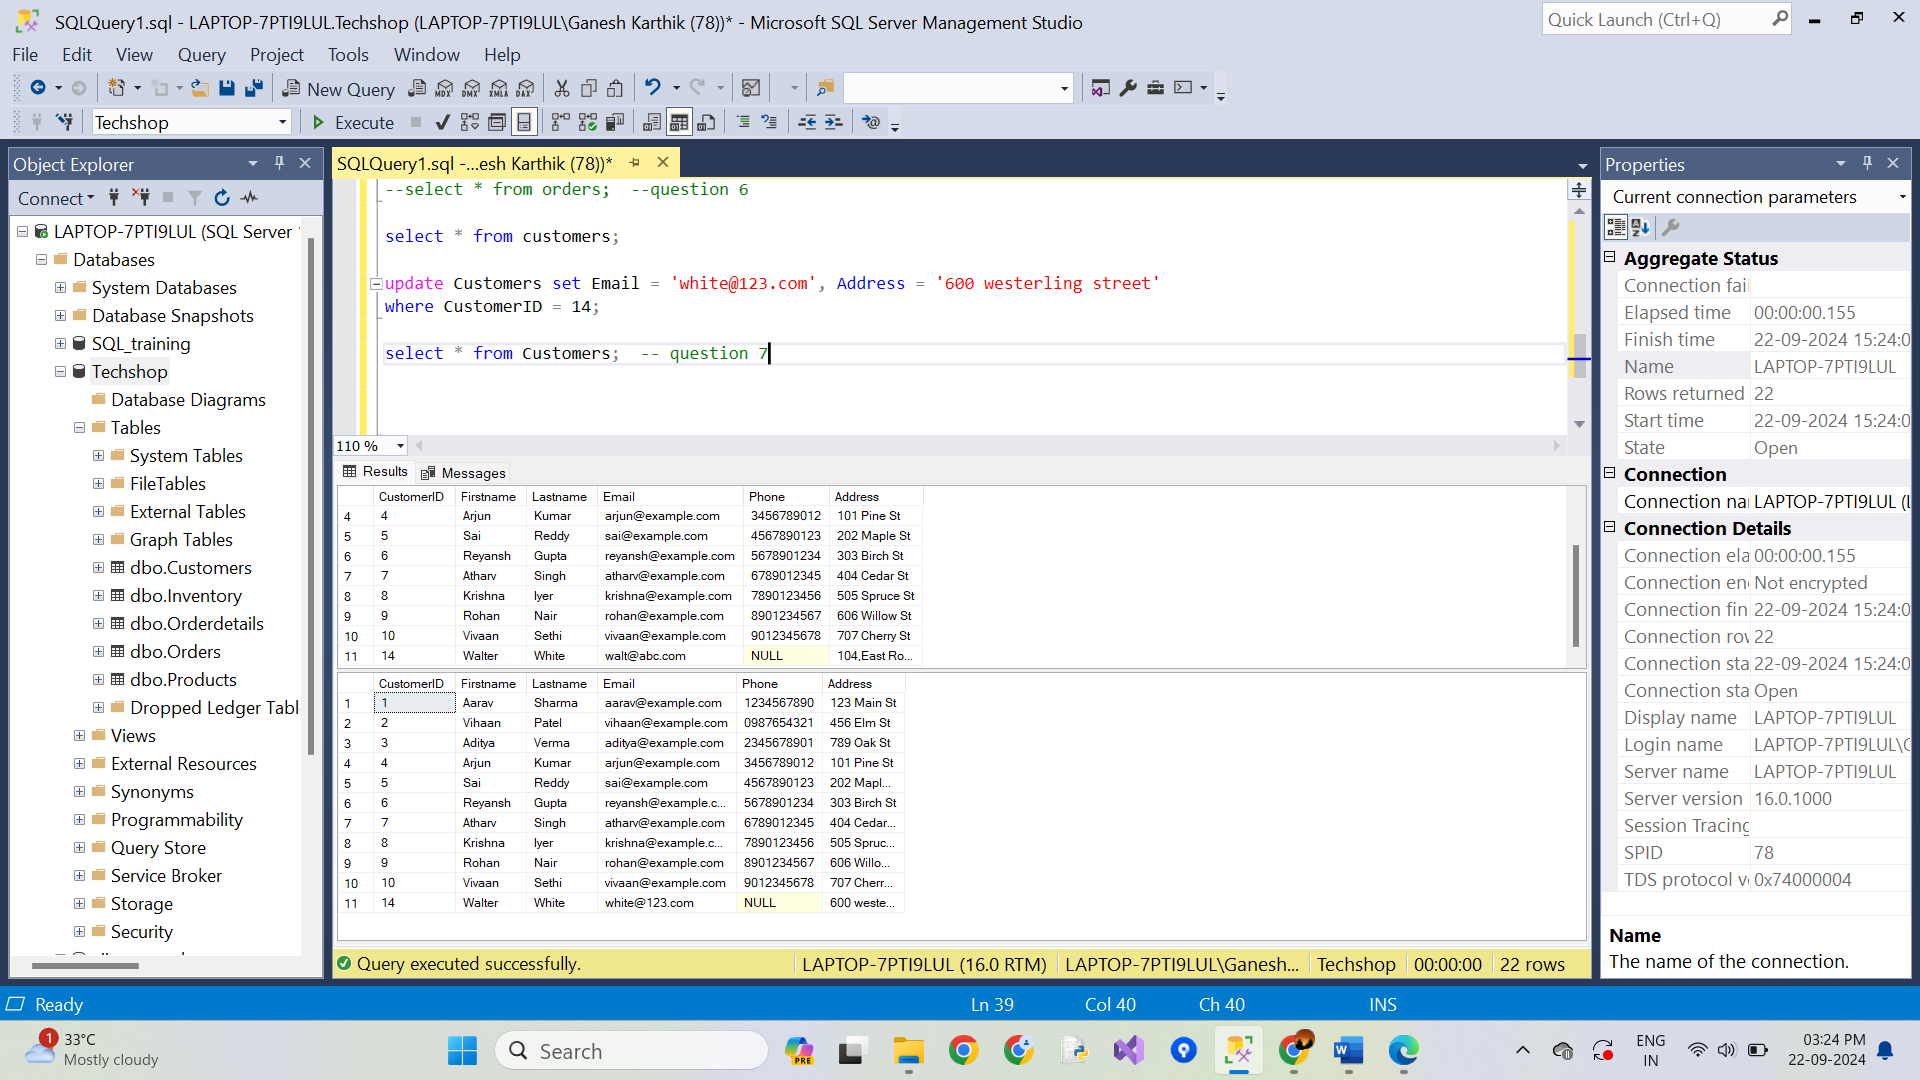 SQLQuery1.sql - LAPTOP-7PTI9LUL.Techshop (LAPTOP-7PTI9LUL\Ganesh Karthik (78))* - Microsoft SQL Server Management Studio
Quick Launch (Ctrl+Q)
File Edit View Query Project Tools Window Help
New Query
MDX DMX XMLA DAX
Techshop
Execute
Object Explorer
Connect
LAPTOP-7PTI9LUL (SQL Server
Databases
System Databases
Database Snapshots
SQL_training
Techshop
Database Diagrams
Tables
System Tables
FileTables
External Tables
Graph Tables
dbo.Customers
dbo.Inventory
dbo.Orderdetails
dbo.Orders
dbo.Products
Dropped Ledger Tabl
Views
External Resources
Synonyms
Programmability
Query Store
Service Broker
Storage
Security
SQLQuery1.sql -...esh Karthik (78))*
--select * from orders;  --question 6
select * from customers;
update Customers set Email = 'white@123.com', Address = '600 westerling street'
where CustomerID = 14;
select * from Customers;  -- question 7
110 %
Results Messages
CustomerID Firstname Lastname Email Phone Address
4 4 Arjun Kumar arjun@example.com 3456789012 101 Pine St
5 5 Sai Reddy sai@example.com 4567890123 202 Maple St
6 6 Reyansh Gupta reyansh@example.com 5678901234 303 Birch St
7 7 Atharv Singh atharv@example.com 6789012345 404 Cedar St
8 8 Krishna Iyer krishna@example.com 7890123456 505 Spruce St
9 9 Rohan Nair rohan@example.com 8901234567 606 Willow St
10 10 Vivaan Sethi vivaan@example.com 9012345678 707 Cherry St
11 14 Walter White walt@abc.com NULL 104,East Ro...
CustomerID Firstname Lastname Email Phone Address
1 1 Aarav Sharma aarav@example.com 1234567890 123 Main St
2 2 Vihaan Patel vihaan@example.com 0987654321 456 Elm St
3 3 Aditya Verma aditya@example.com 2345678901 789 Oak St
4 4 Arjun Kumar arjun@example.com 3456789012 101 Pine St
5 5 Sai Reddy sai@example.com 4567890123 202 Mapl...
6 6 Reyansh Gupta reyansh@example.c... 5678901234 303 Birch St
7 7 Atharv Singh atharv@example.com 6789012345 404 Cedar...
8 8 Krishna Iyer krishna@example.c... 7890123456 505 Spruc...
9 9 Rohan Nair rohan@example.com 8901234567 606 Willo...
10 10 Vivaan Sethi vivaan@example.com 9012345678 707 Cherr...
11 14 Walter White white@123.com NULL 600 weste...
Query executed successfully.
LAPTOP-7PTI9LUL (16.0 RTM) LAPTOP-7PTI9LUL\Ganesh... Techshop 00:00:00 22 rows
Properties
Current connection parameters
Aggregate Status
Connection fail
Elapsed time 00:00:00.155
Finish time 22-09-2024 15:24:0
Name LAPTOP-7PTI9LUL
Rows returned 22
Start time 22-09-2024 15:24:0
State Open
Connection
Connection nai LAPTOP-7PTI9LUL (L
Connection Details
Connection ela 00:00:00.155
Connection en Not encrypted
Connection fin 22-09-2024 15:24:0
Connection rov 22
Connection sta 22-09-2024 15:24:0
Connection sta Open
Display name LAPTOP-7PTI9LUL
Login name LAPTOP-7PTI9LUL\G
Server name LAPTOP-7PTI9LUL
Server version 16.0.1000
Session Tracing
SPID 78
TDS protocol v 0x74000004
Name
The name of the connection.
Ready
Ln 39 Col 40 Ch 40 INS
1
33°C
Mostly cloudy
Search
PRE
ENG
IN
03:24 PM
22-09-2024